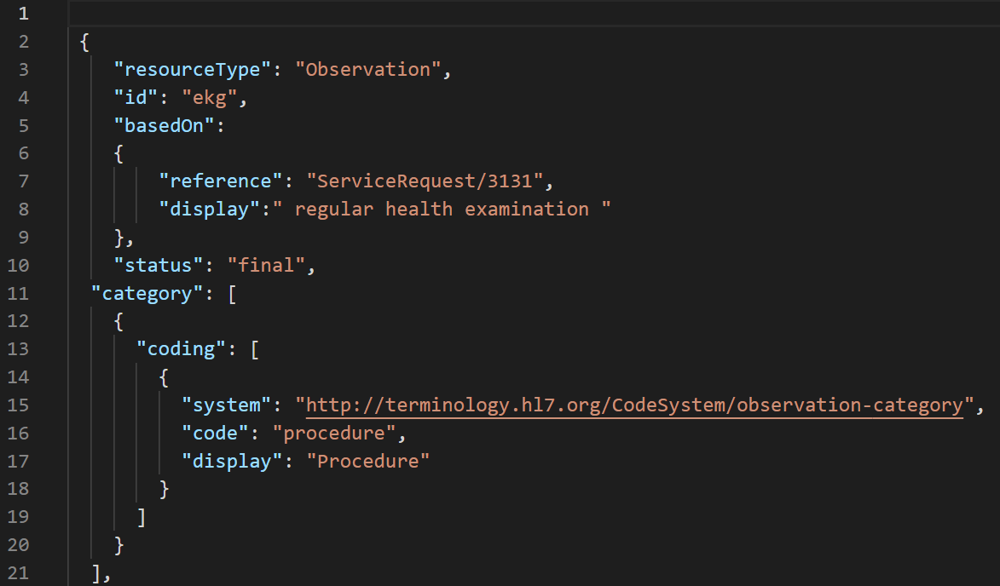 1
2 {
3 "resourceType": "Observation",
4 "id": "ekg",
5 "basedOn":
6 {
7 "reference": "ServiceRequest/3131",
8 "display":" regular health examination "
9 },
10 "status": "final",
11 "category": [
12 {
13 "coding": [
14 {
15 "system": "http://terminology.hl7.org/CodeSystem/observation-category",
16 "code": "procedure",
17 "display": "Procedure"
18 }
19 ]
20 }
21 ],